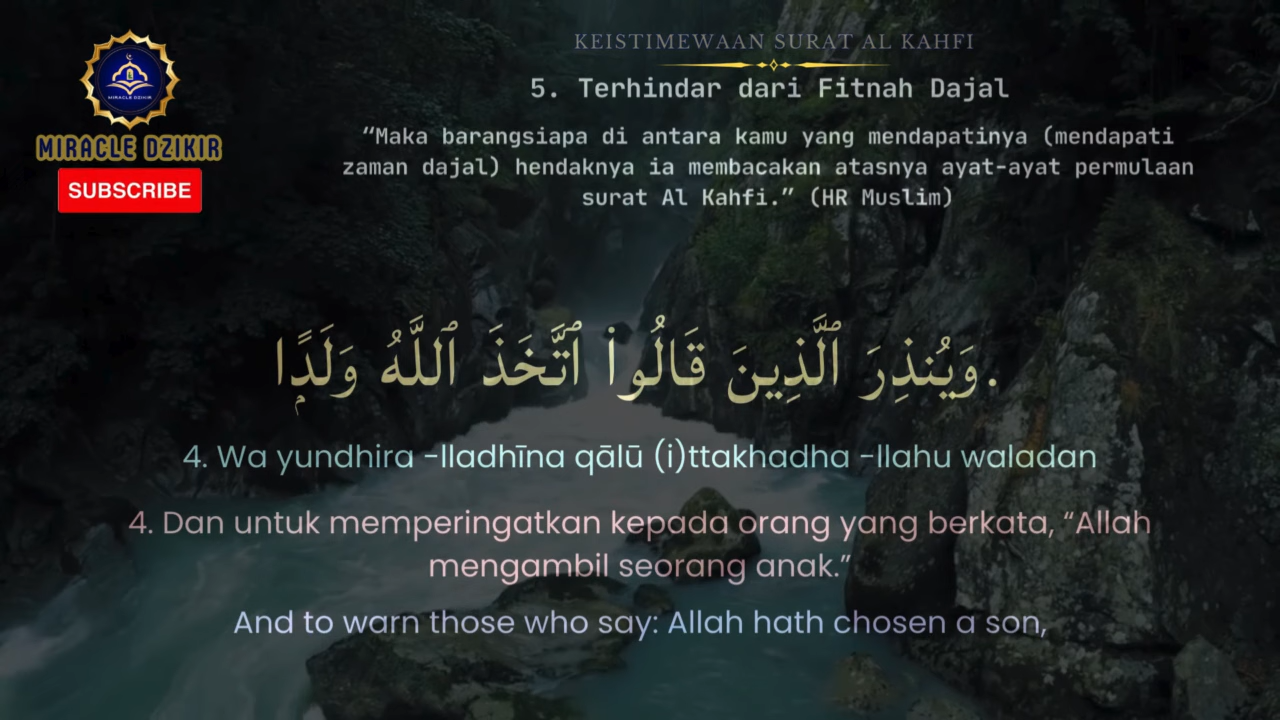 MIRACLE DZIKIR
MIRACLE DZIKIR
SUBSCRIBE
KEISTIMEWAAN SURAT AL KAHFI
5. Terhindar dari Fitnah Dajal
“Maka barangsiapa di antara kamu yang mendapatinya (mendapati
zaman dajal) hendaknya ia membacakan atasnya ayat-ayat permulaan
surat Al Kahfi.” (HR Muslim)
وَيُنذِرَ ٱلَّذِينَ قَالُوا۟ ٱتَّخَذَ ٱللَّهُ وَلَدًۭا.
4. Wa yundhira -lladhīna qālū (i)ttakhadha -llahu waladan
4. Dan untuk memperingatkan kepada orang yang berkata, “Allah
mengambil seorang anak.”
And to warn those who say: Allah hath chosen a son,